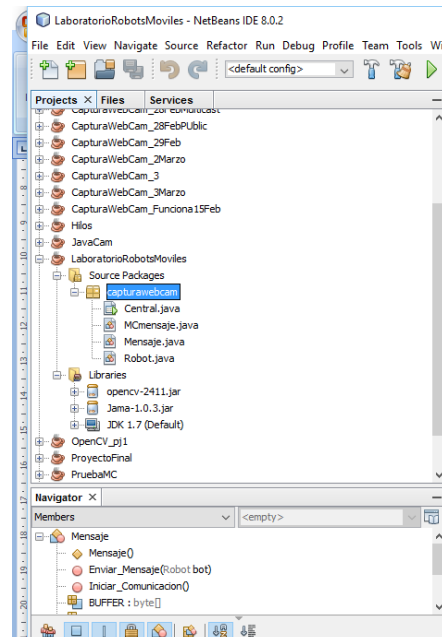 LaboratorioRobotsMoviles - NetBeans IDE 8.0.2
File Edit View Navigate Source Refactor Run Debug Profile Team Tools Wi
<default config>
Projects Files Services
CapturaWebCam_28FebMulticast
CapturaWebCam_28FebPUblic
CapturaWebCam_29Feb
CapturaWebCam_2Marzo
CapturaWebCam_3
CapturaWebCam_3Marzo
CapturaWebCam_Funciona15Feb
Hilos
JavaCam
LaboratorioRobotsMoviles
Source Packages
capturawebcam
Central.java
MCmensaje.java
Mensaje.java
Robot.java
Libraries
opencv-2411.jar
Jama-1.0.3.jar
JDK 1.7 (Default)
OpenCV_pj1
ProyectoFinal
PruebaMC
Navigator
Members <empty>
Mensaje
Mensaje()
Enviar_Mensaje(Robot bot)
Iniciar_Comunicacion()
BUFFER : byte[]